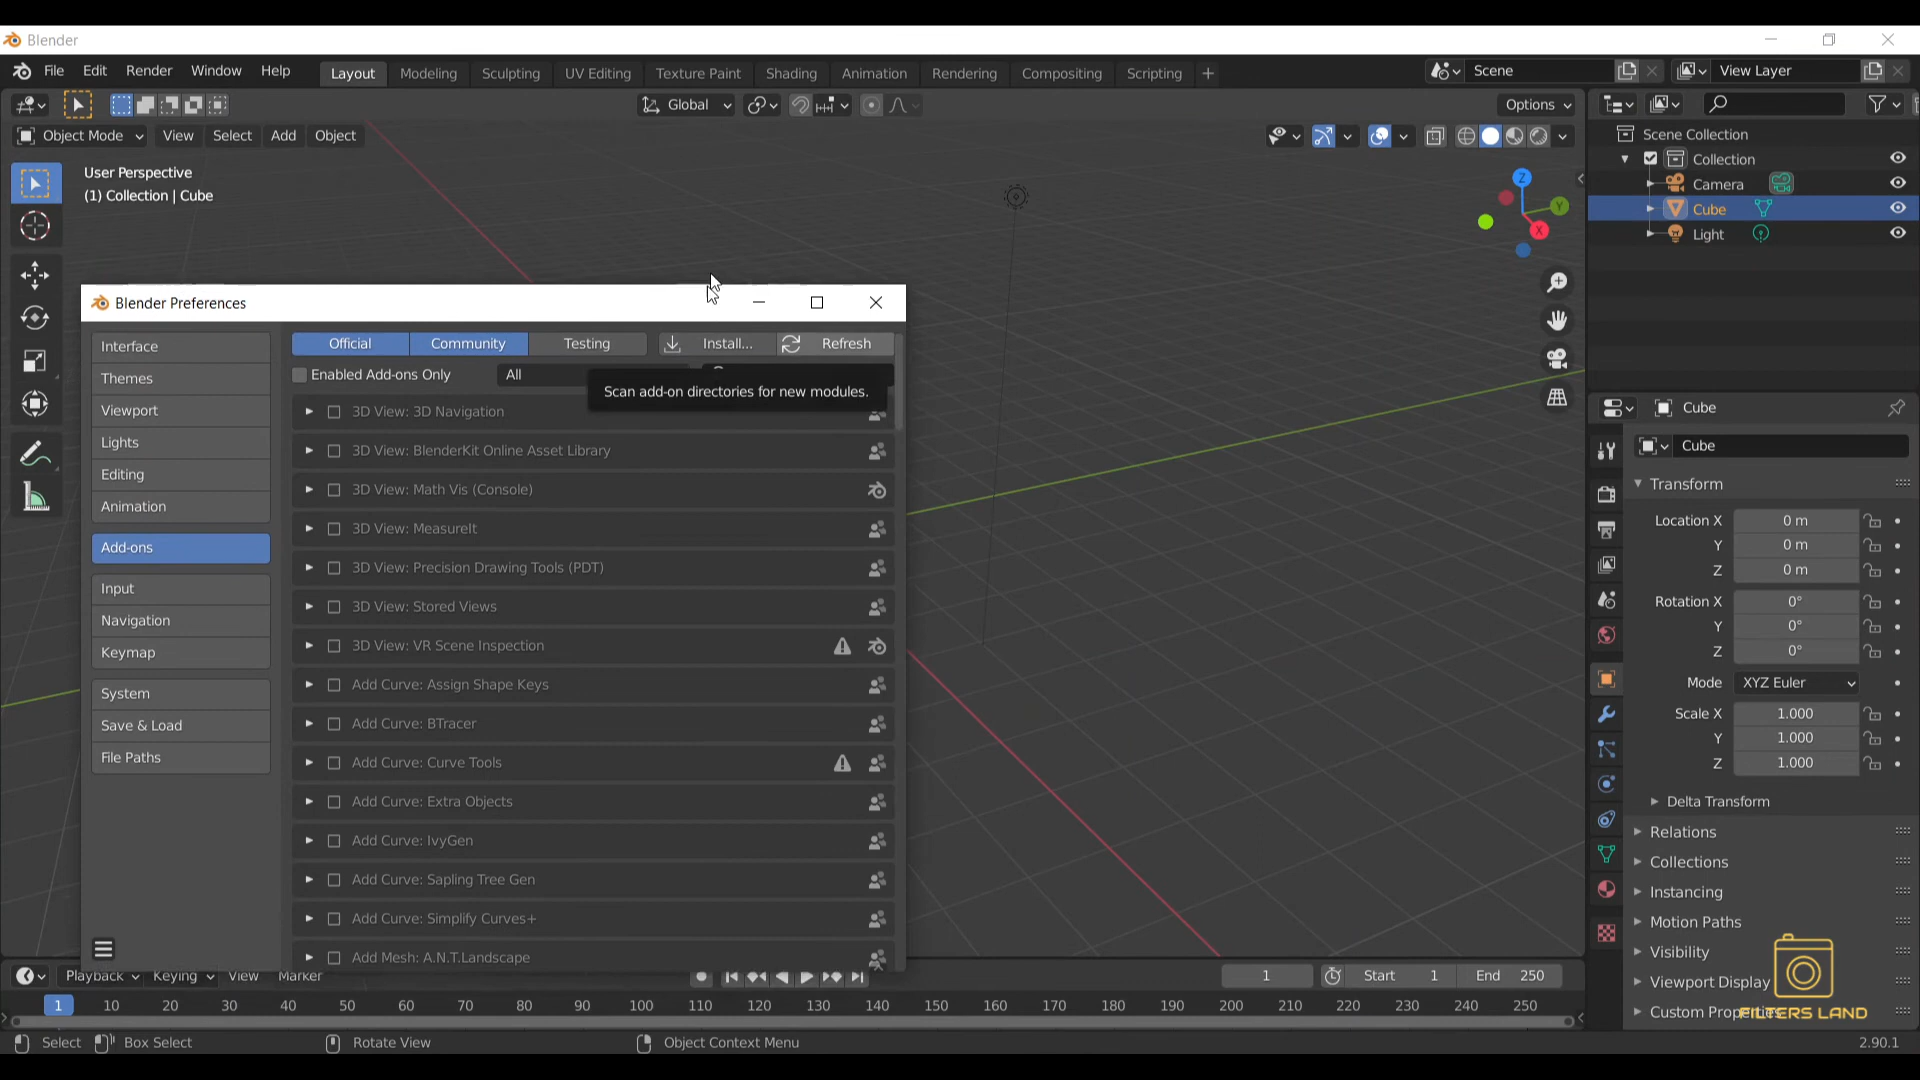 Blender
File Edit Render Window Help Layout Modeling Sculpting UV Editing Texture Paint Shading Animation Rendering Compositing Scripting + Scene View Layer
Global Options
Object Mode View Select Add Object
User Perspective
(1) Collection | Cube
Z
Y
X
Scene Collection
Collection
Camera
Cube
Light
Blender Preferences
Interface
Themes
Viewport
Lights
Editing
Animation
Add-ons
Input
Navigation
Keymap
System
Save & Load
File Paths
Official Community Testing Install... Refresh
Enabled Add-ons Only All
Scan add-on directories for new modules.
3D View: 3D Navigation
3D View: BlenderKit Online Asset Library
3D View: Math Vis (Console)
3D View: MeasureIt
3D View: Precision Drawing Tools (PDT)
3D View: Stored Views
3D View: VR Scene Inspection
Add Curve: Assign Shape Keys
Add Curve: BTracer
Add Curve: Curve Tools
Add Curve: Extra Objects
Add Curve: IvyGen
Add Curve: Sapling Tree Gen
Add Curve: Simplify Curves+
Add Mesh: A.N.T.Landscape
Cube
Cube
Transform
Location X 0 m
Y 0 m
Z 0 m
Rotation X 0°
Y 0°
Z 0°
Mode XYZ Euler
Scale X 1.000
Y 1.000
Z 1.000
Delta Transform
Relations
Collections
Instancing
Motion Paths
Visibility
Viewport Display
Custom Properties
FILTERS LAND
Playback Keying View Marker 1 Start 1 End 250
1 10 20 30 40 50 60 70 80 90 100 110 120 130 140 150 160 170 180 190 200 210 220 230 240 250
Select Box Select Rotate View Object Context Menu 2.90.1